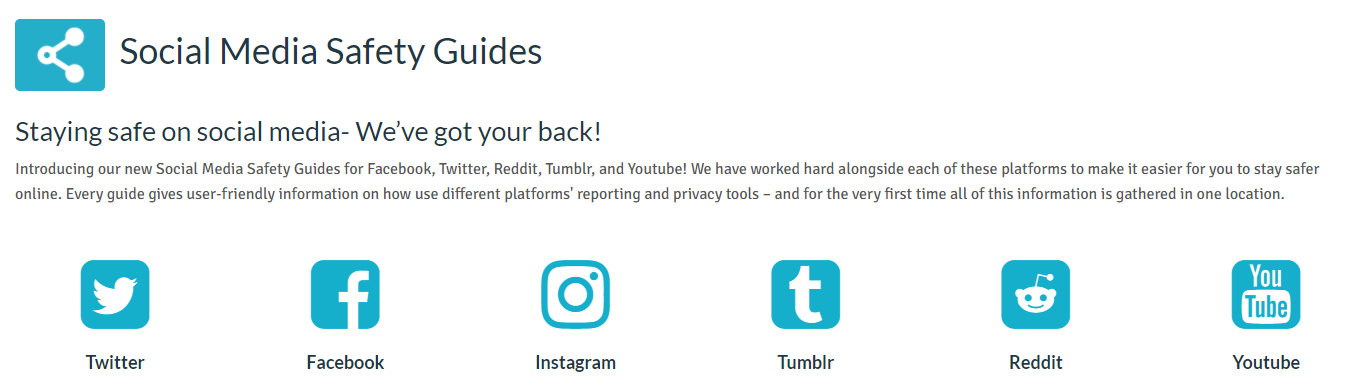 Social Media Safety Guides
Staying safe on social media- We’ve got your back!
Introducing our new Social Media Safety Guides for Facebook, Twitter, Reddit, Tumblr, and Youtube! We have worked hard alongside each of these platforms to make it easier for you to stay safer
online. Every guide gives user-friendly information on how use different platforms' reporting and privacy tools – and for the very first time all of this information is gathered in one location.
f t You
Tube
Twitter Facebook Instagram Tumblr Reddit Youtube